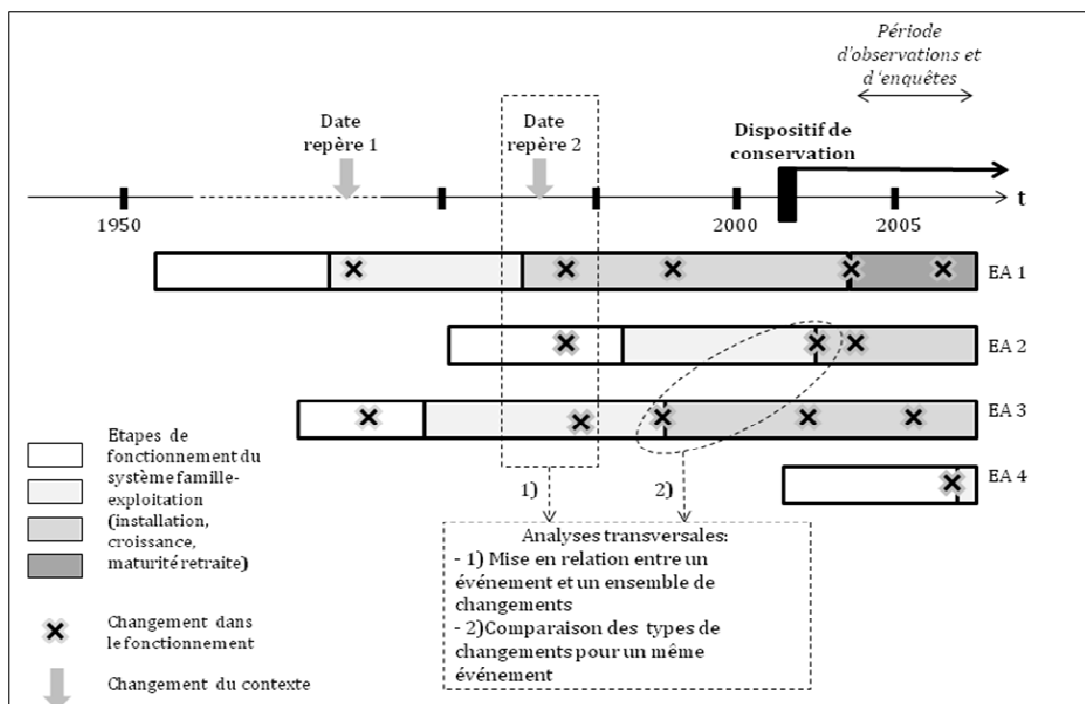 Période
d'observations et
d'enquêtes
Date
repère 1
Date
repère 2
Dispositif de
conservation
t
1950
2000
2005
EA 1
EA 2
EA 3
EA 4
Etapes de
fonctionnement du
système famille-
exploitation
(installation,
croissance,
maturité retraite)
Changement dans
le fonctionnement
Changement du contexte
1)
2)
Analyses transversales:
- 1) Mise en relation entre un
événement et un ensemble de
changements
- 2)Comparaison des types de
changements pour un même
événement